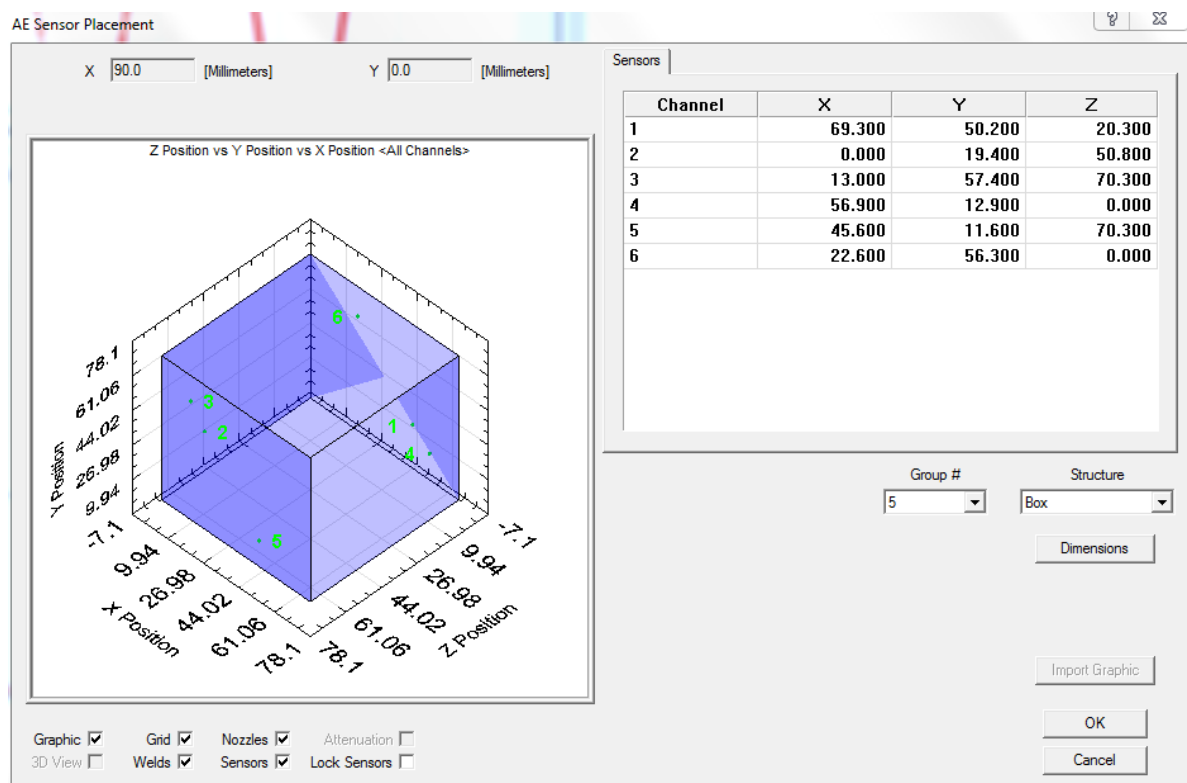 AE Sensor Placement
X 90.0 [Millimeters] Y 0.0 [Millimeters]
Z Position vs Y Position vs X Position <All Channels>
6
3
2
1
4
5
78.1
61.06
44.02
26.98
9.94
Y Position
-7.1
9.94
26.98
44.02
61.06
78.1
X Position
-7.1
9.94
26.98
44.02
61.06
78.1
Z Position
Graphic Grid Nozzles Attenuation
3D View Welds Sensors Lock Sensors
Sensors
Channel X Y Z
1 69.300 50.200 20.300
2 0.000 19.400 50.800
3 13.000 57.400 70.300
4 56.900 12.900 0.000
5 45.600 11.600 70.300
6 22.600 56.300 0.000
Group # Structure
5 Box
Dimensions
Import Graphic
OK
Cancel